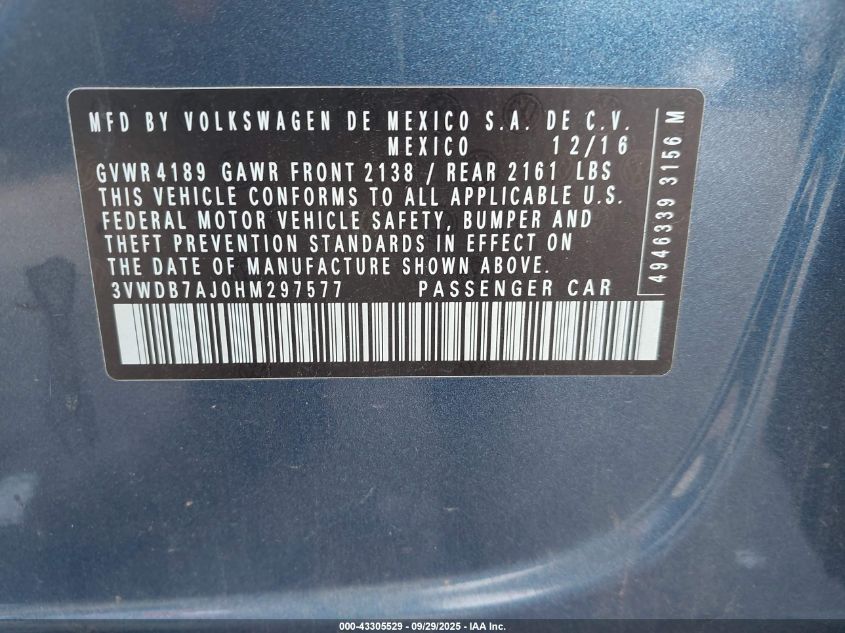 MFD BY VOLKSWAGEN DE MEXICO S.A. DE C.V.
MEXICO 12/16
GVWR 4189 GAWR FRONT 2138 / REAR 2161 LBS
THIS VEHICLE CONFORMS TO ALL APPLICABLE U.S.
FEDERAL MOTOR VEHICLE SAFETY, BUMPER AND
THEFT PREVENTION STANDARDS IN EFFECT ON
THE DATE OF MANUFACTURE SHOWN ABOVE.
3VWDB7AJ0HM297577 PASSENGER CAR
4946339 3156 M
000-43305529 - 09/29/2025 - IAA Inc.